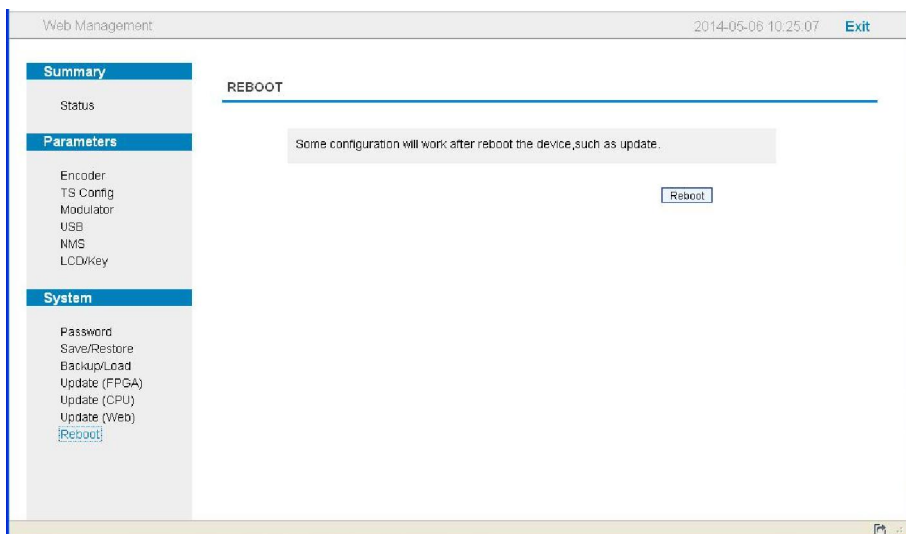 Web Management
2014-05-06 10:25:07 Exit
Summary
Status
Parameters
Encoder
TS Config
Modulator
USB
NMS
LCD/Key
System
Password
Save/Restore
Backup/Load
Update (FPGA)
Update (CPU)
Update (Web)
Reboot
REBOOT
Some configuration will work after reboot the device,such as update.
Reboot